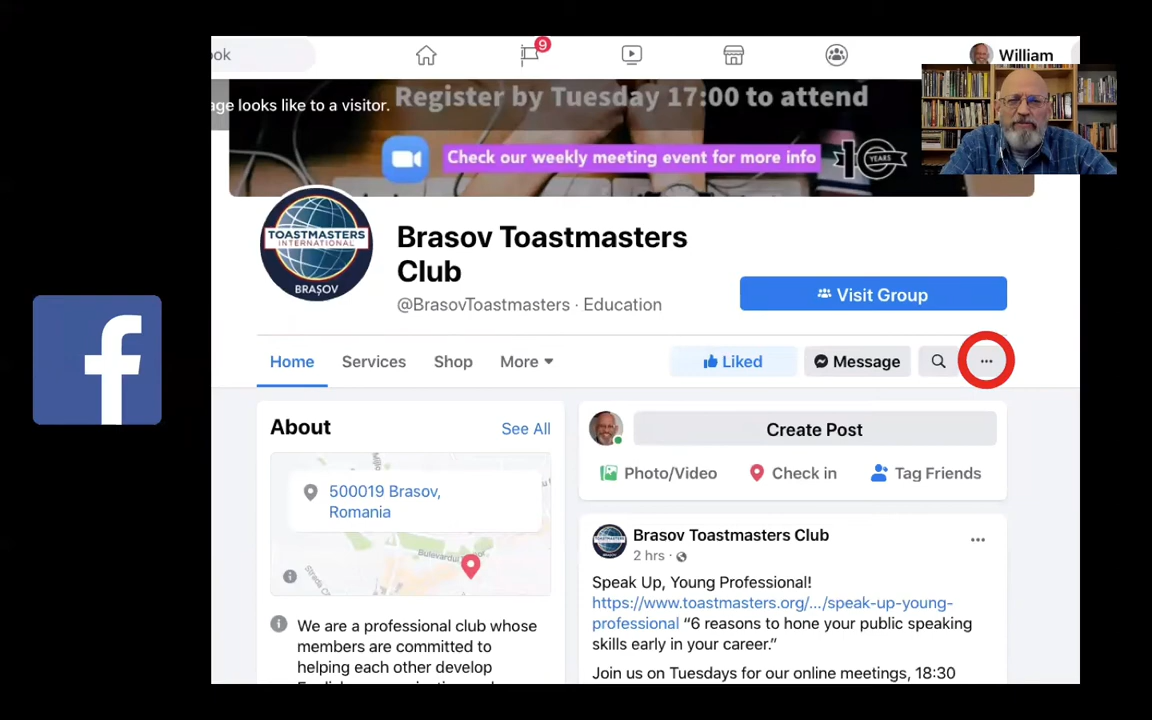 ook
9
William
age looks like to a visitor.
Register by Tuesday 17:00 to attend
Check our weekly meeting event for more info
10 YEARS
TOASTMASTERS
INTERNATIONAL
BRAȘOV
Brasov Toastmasters
Club
@BrasovToastmasters · Education
Visit Group
Home
Services
Shop
More
Liked
Message
f
About
See All
500019 Brasov,
Romania
Bulevardul
Strada
We are a professional club whose
members are committed to
helping each other develop
Create Post
Photo/Video
Check in
Tag Friends
Brasov Toastmasters Club
2 hrs ·
Speak Up, Young Professional!
https://www.toastmasters.org/.../speak-up-young-
professional “6 reasons to hone your public speaking
skills early in your career.”
Join us on Tuesdays for our online meetings, 18:30